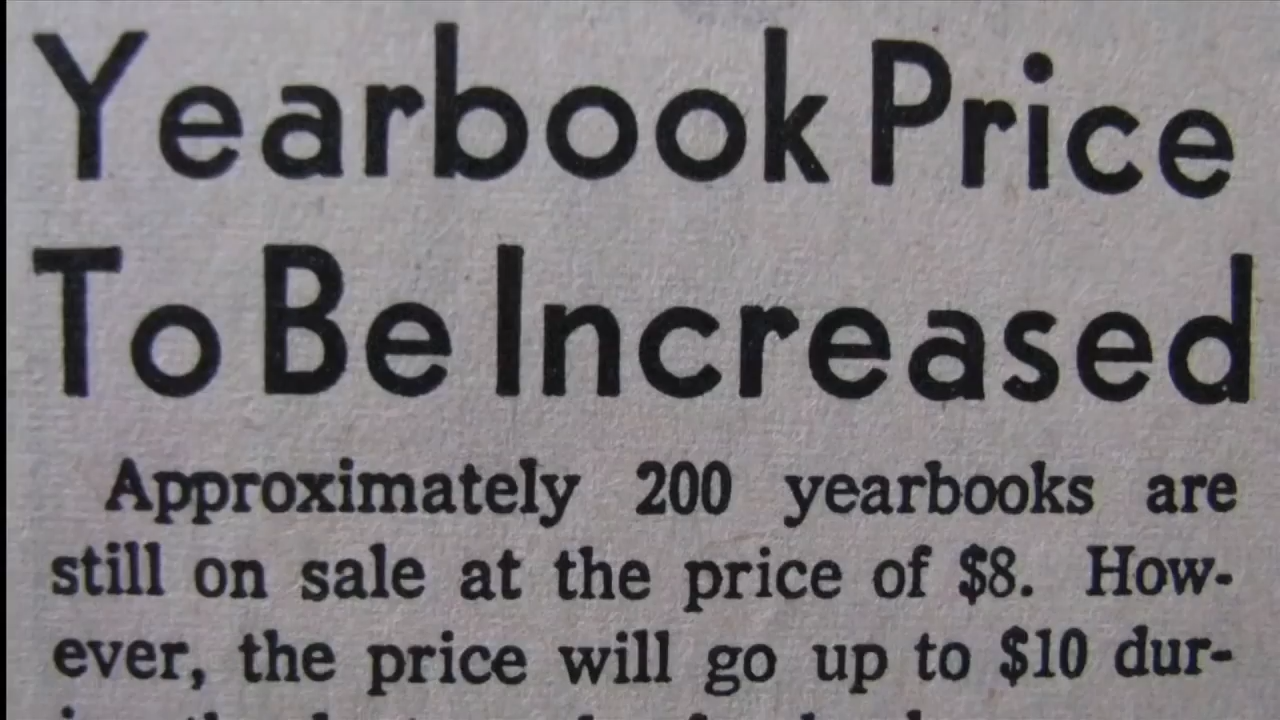 Yearbook Price
To Be Increased
Approximately 200 yearbooks are
still on sale at the price of $8. How-
ever, the price will go up to $10 dur-